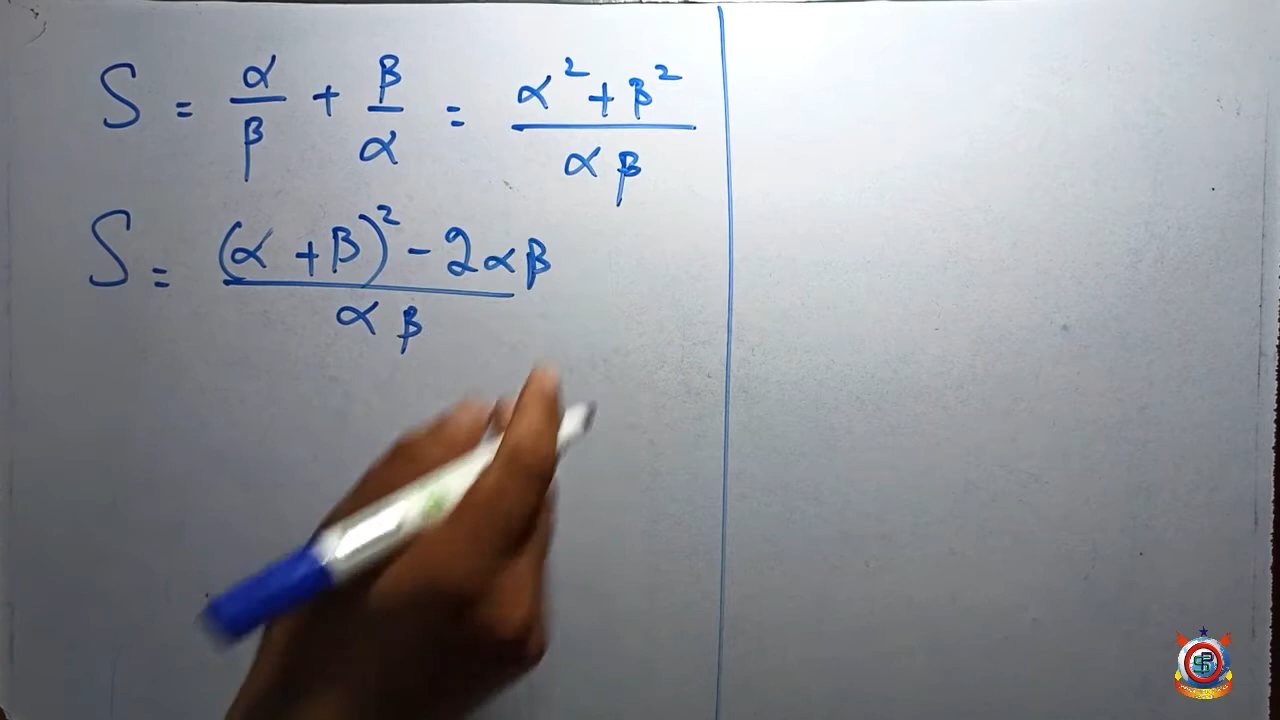 S = α/β + β/α = (α² + β²)/(αβ)
S = ((α + β)² - 2αβ)/(αβ)